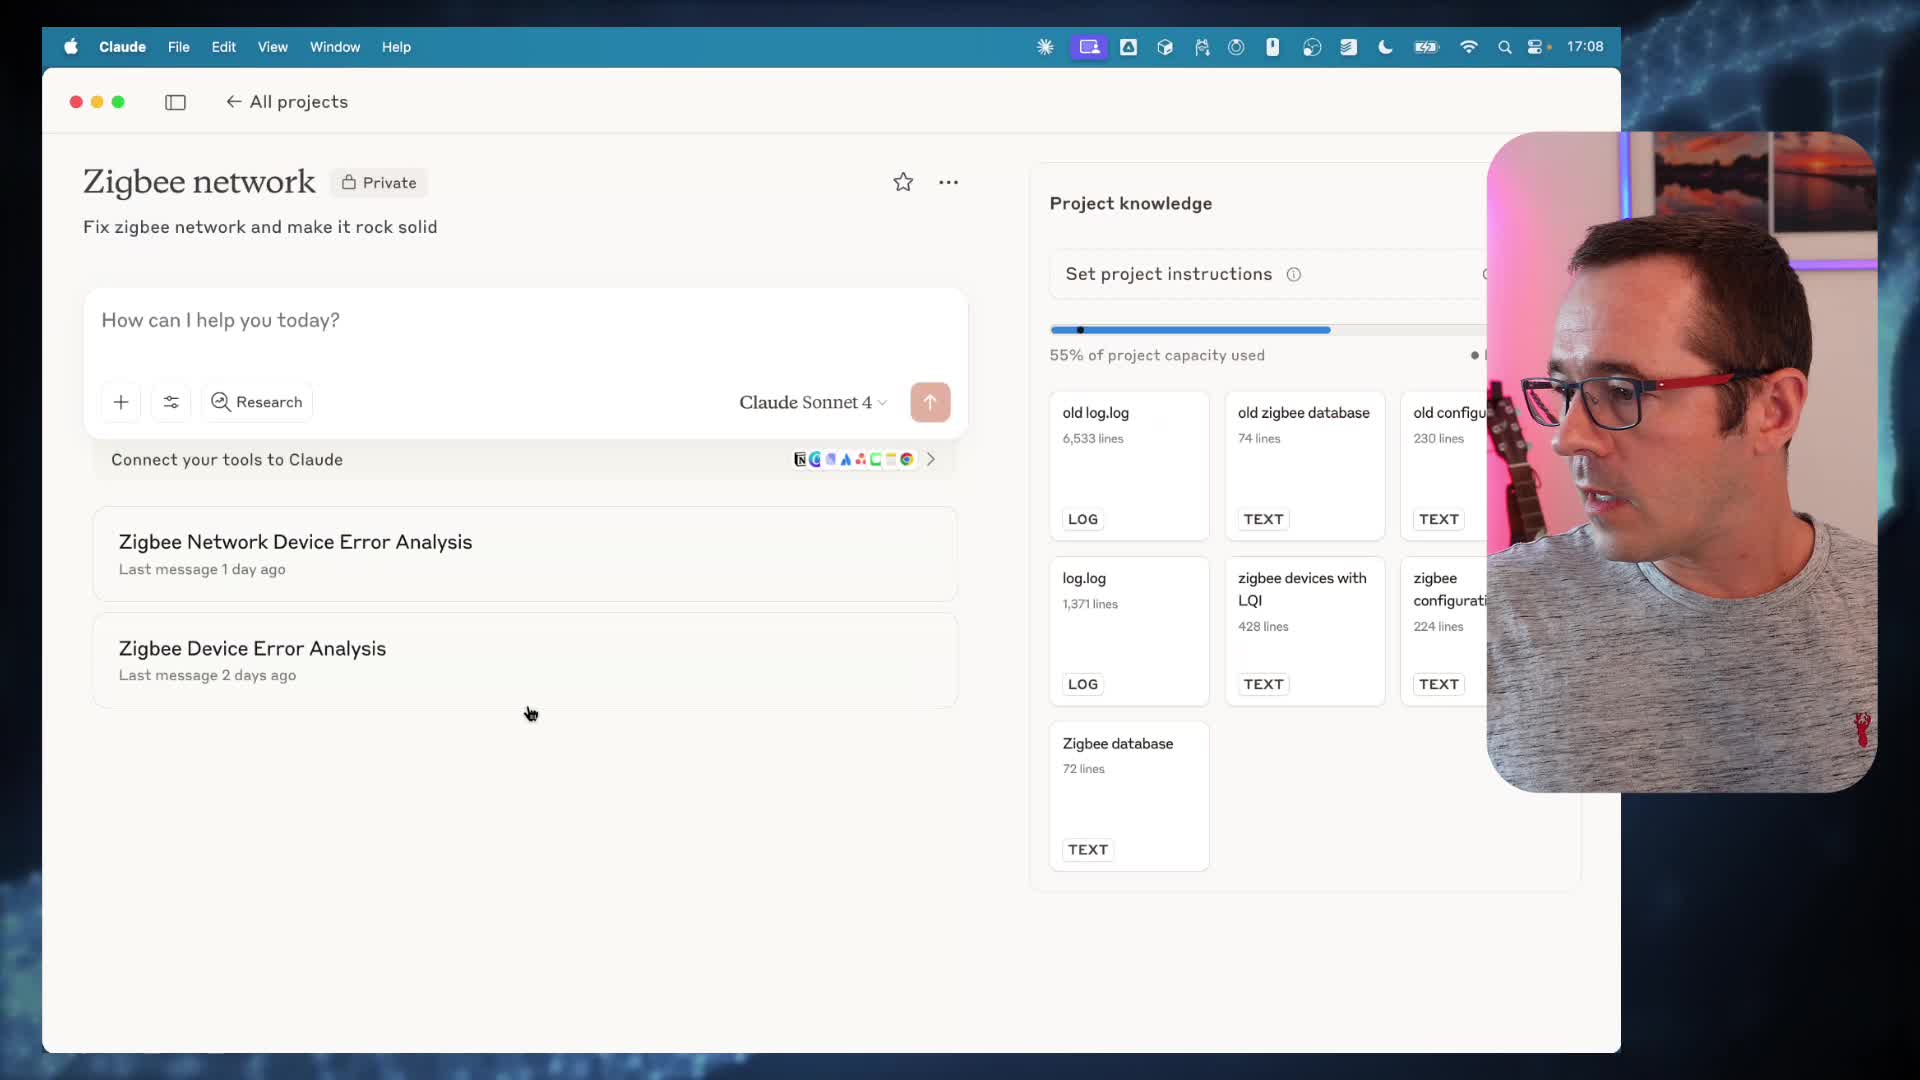 Claude File Edit View Window Help 17:08
← All projects
Zigbee network Private
Fix zigbee network and make it rock solid
How can I help you today?
Research
Claude Sonnet 4
Connect your tools to Claude
Zigbee Network Device Error Analysis
Last message 1 day ago
Zigbee Device Error Analysis
Last message 2 days ago
Project knowledge
Set project instructions
55% of project capacity used
old log.log
6,533 lines
LOG
old zigbee database
74 lines
TEXT
old configu
230 lines
TEXT
log.log
1,371 lines
LOG
zigbee devices with
LQI
428 lines
TEXT
zigbee
configurati
224 lines
TEXT
Zigbee database
72 lines
TEXT